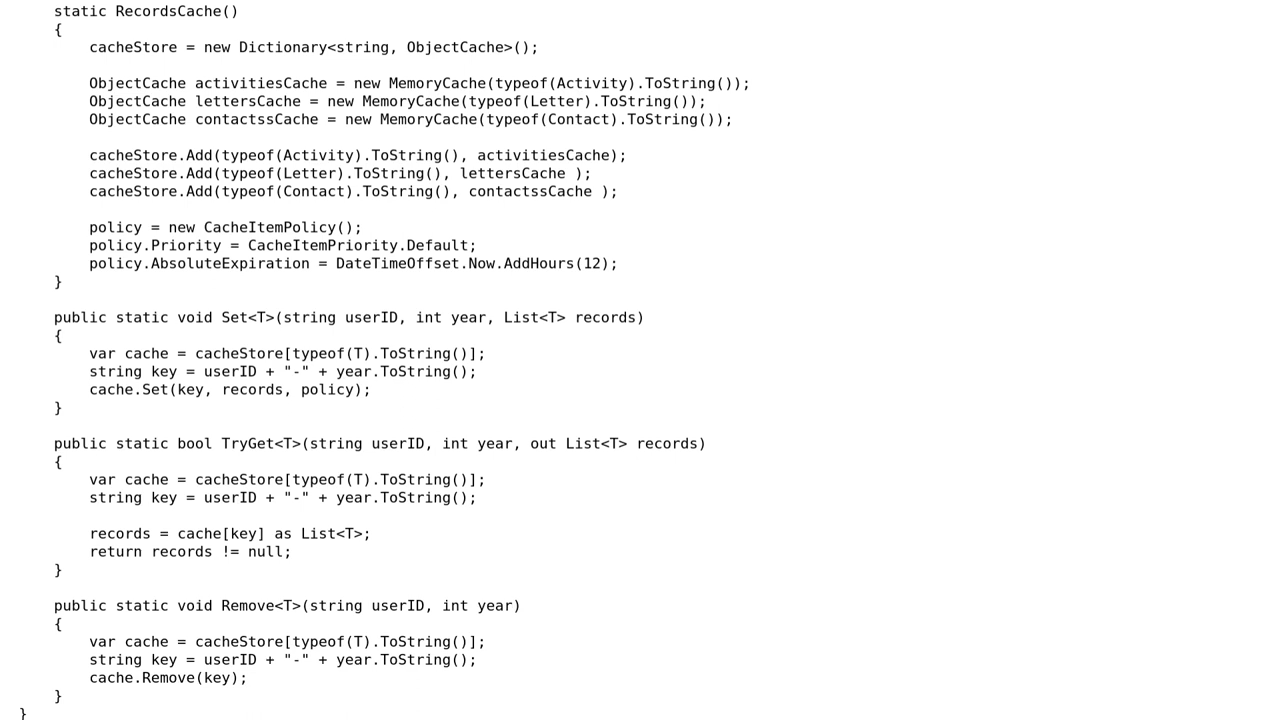 static RecordsCache()
{
cacheStore = new Dictionary<string, ObjectCache>();
ObjectCache activitiesCache = new MemoryCache(typeof(Activity).ToString());
ObjectCache lettersCache = new MemoryCache(typeof(Letter).ToString());
ObjectCache contactssCache = new MemoryCache(typeof(Contact).ToString());
cacheStore.Add(typeof(Activity).ToString(), activitiesCache);
cacheStore.Add(typeof(Letter).ToString(), lettersCache );
cacheStore.Add(typeof(Contact).ToString(), contactssCache );
policy = new CacheItemPolicy();
policy.Priority = CacheItemPriority.Default;
policy.AbsoluteExpiration = DateTimeOffset.Now.AddHours(12);
}
public static void Set<T>(string userID, int year, List<T> records)
{
var cache = cacheStore[typeof(T).ToString()];
string key = userID + "-" + year.ToString();
cache.Set(key, records, policy);
}
public static bool TryGet<T>(string userID, int year, out List<T> records)
{
var cache = cacheStore[typeof(T).ToString()];
string key = userID + "-" + year.ToString();
records = cache[key] as List<T>;
return records != null;
}
public static void Remove<T>(string userID, int year)
{
var cache = cacheStore[typeof(T).ToString()];
string key = userID + "-" + year.ToString();
cache.Remove(key);
}
}